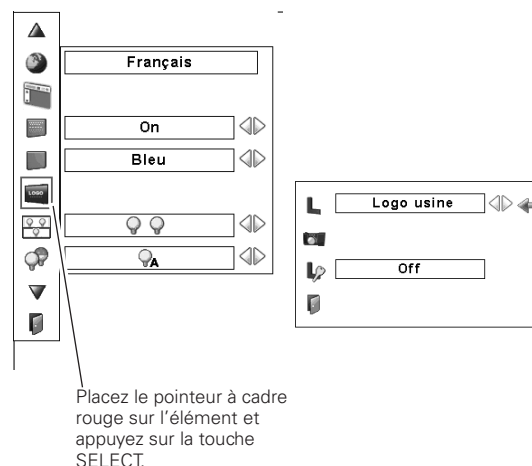 Français
On
Bleu
LOGO
A
L
Logo usine
L
Off
Placez le pointeur à cadre
rouge sur l'élément et
appuyez sur la touche
SELECT.